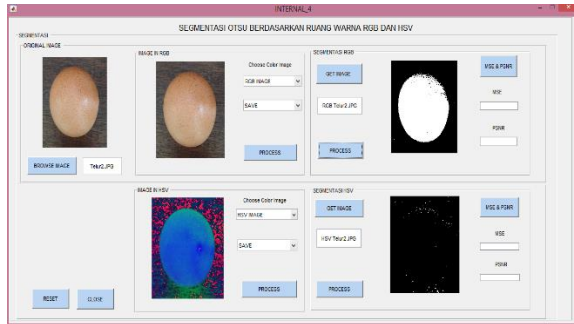 INTERNAL_4
SEGMENTASI OTSU BERDASARKAN RUANG WARNA RGB DAN HSV
SEGMENTASI
ORIGINAL IMAGE
BROWSE IMAGE
Telur2.JPG
IMAGE IN RGB
Choose Color Image
RGB IMAGE
SAVE
PROCESS
SEGMENTASI RGB
GET IMAGE
RGB Telur2.JPG
PROCESS
MSE & PSNR
MSE
PSNR
IMAGE IN HSV
Choose Color Image
HSV IMAGE
SAVE
PROCESS
SEGMENTASI HSV
GET IMAGE
HSV Telur2.JPG
PROCESS
MSE & PSNR
MSE
PSNR
RESET
CLOSE